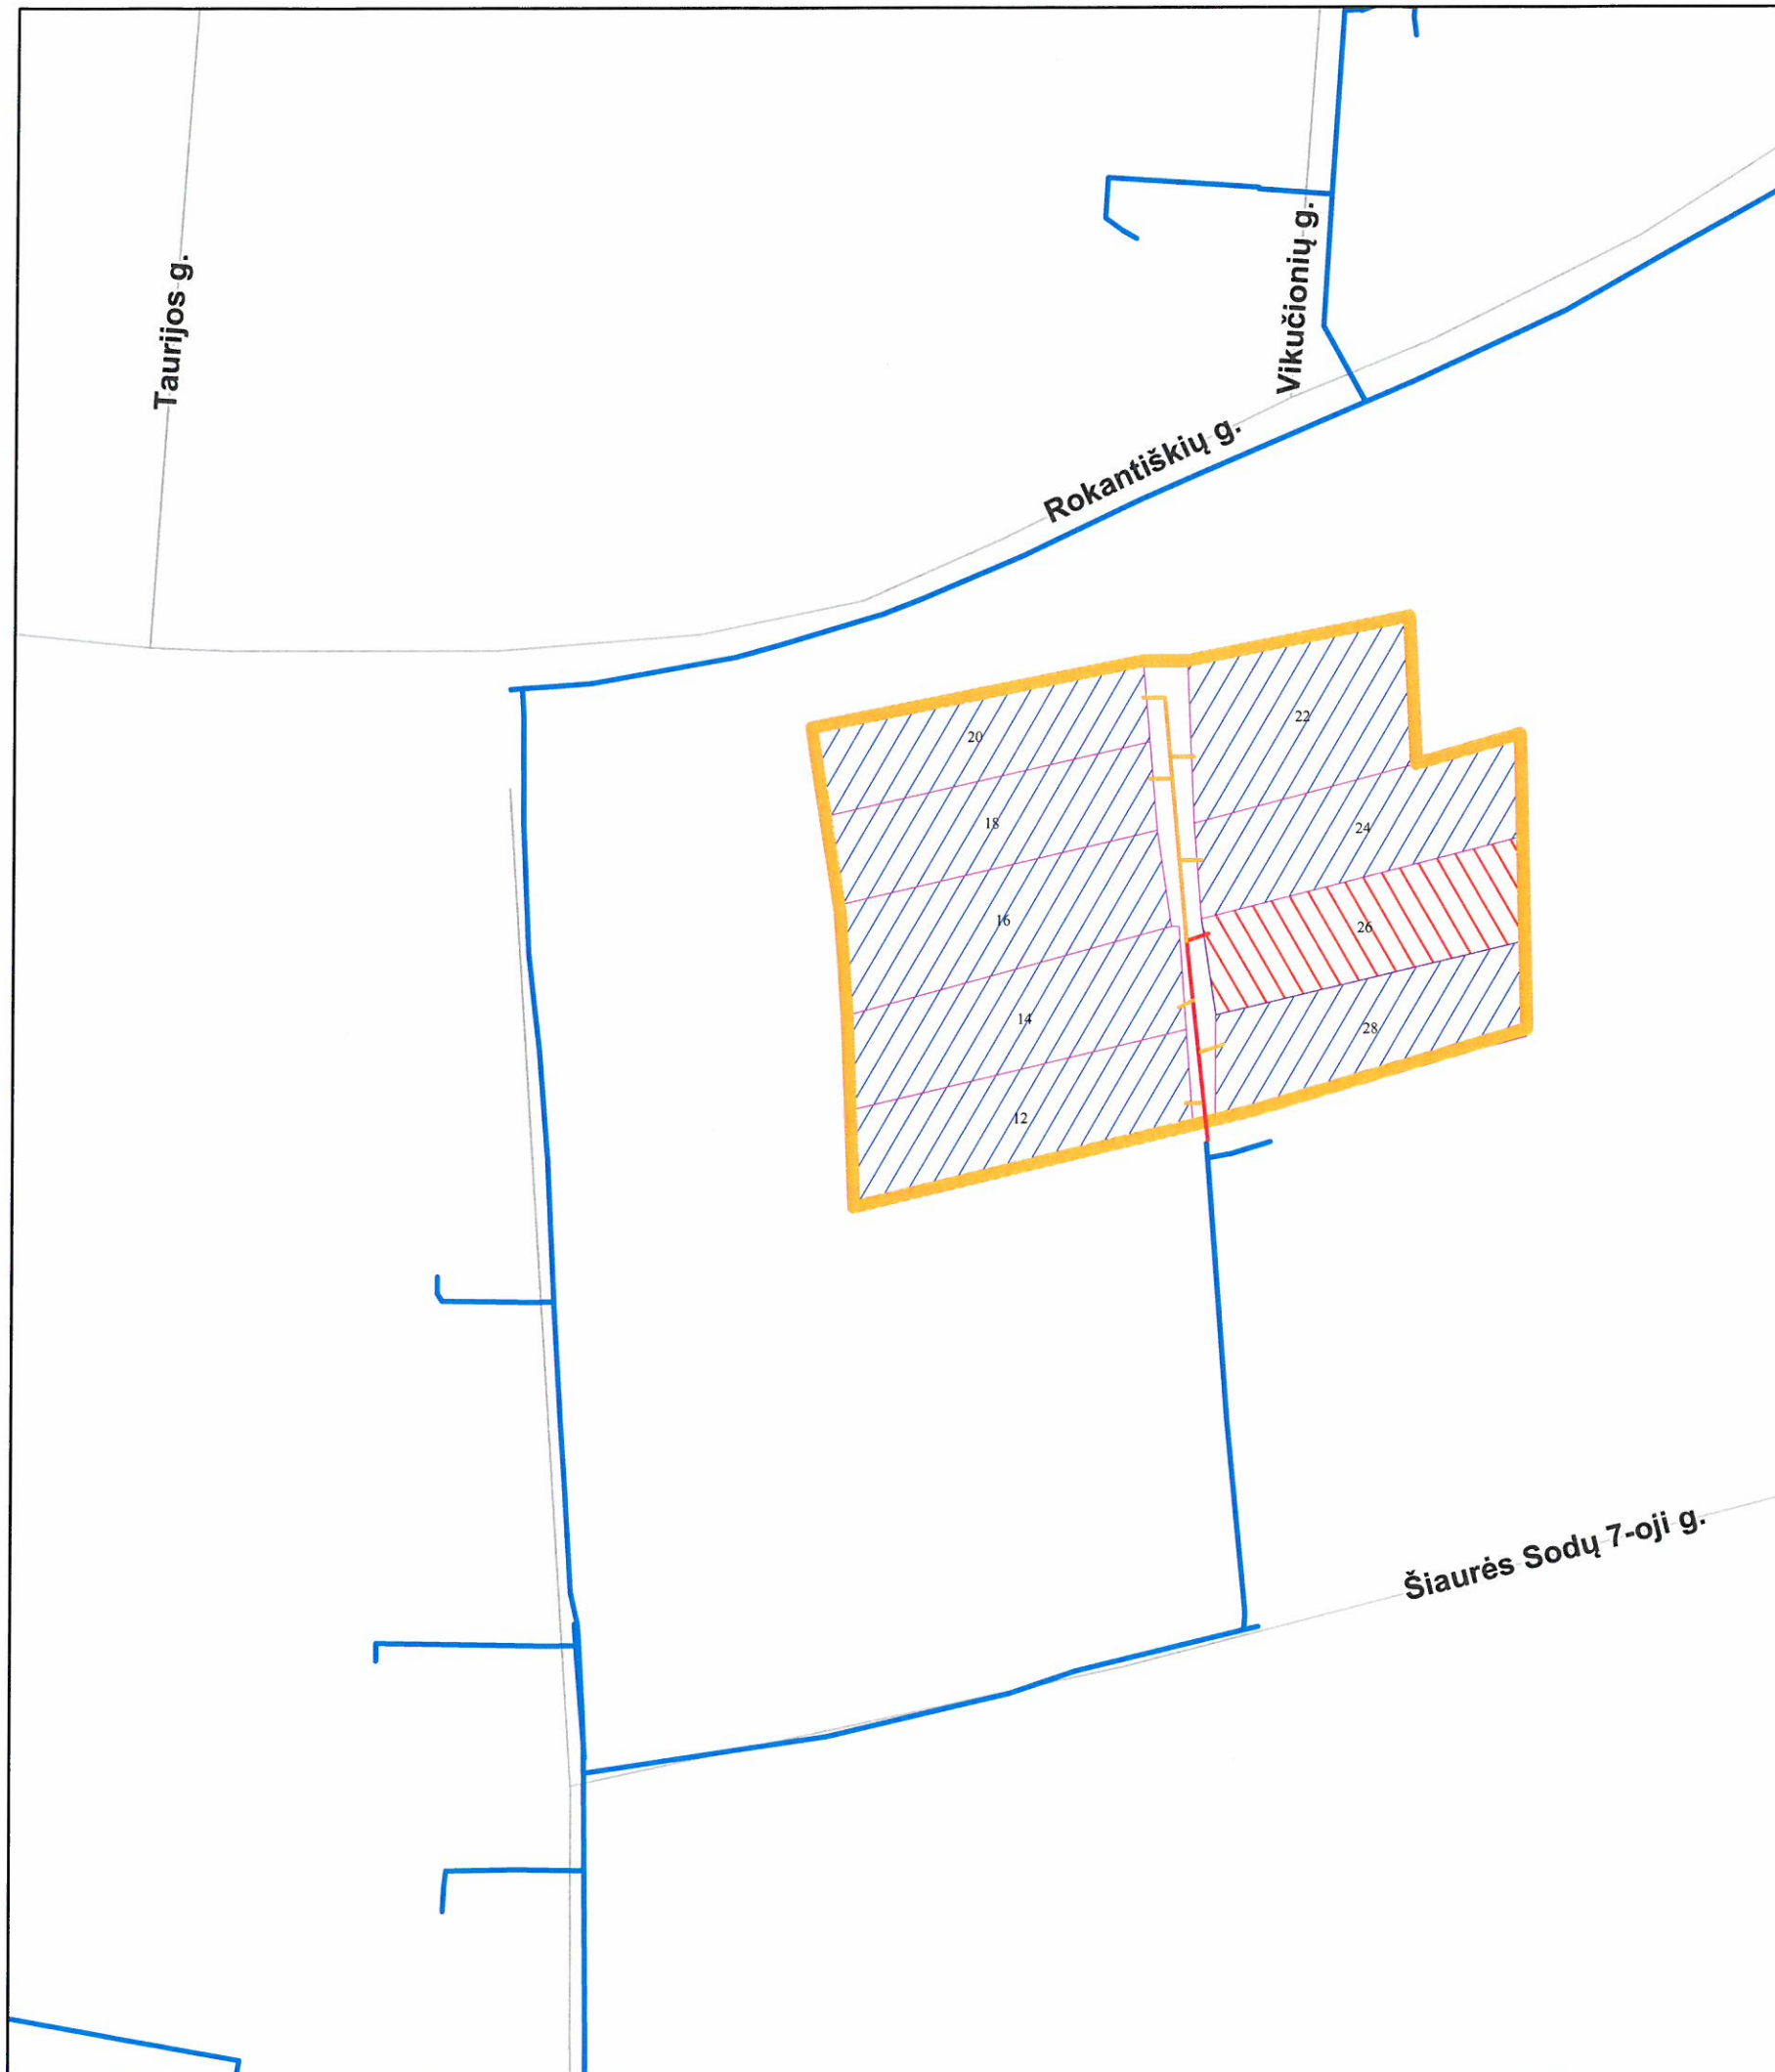 Taurijos g.
Vikučionių g.
Rokantiškių g.
22
20
18
24
16
26
14
28
12
Šiaurės Sodų 7-oji g.